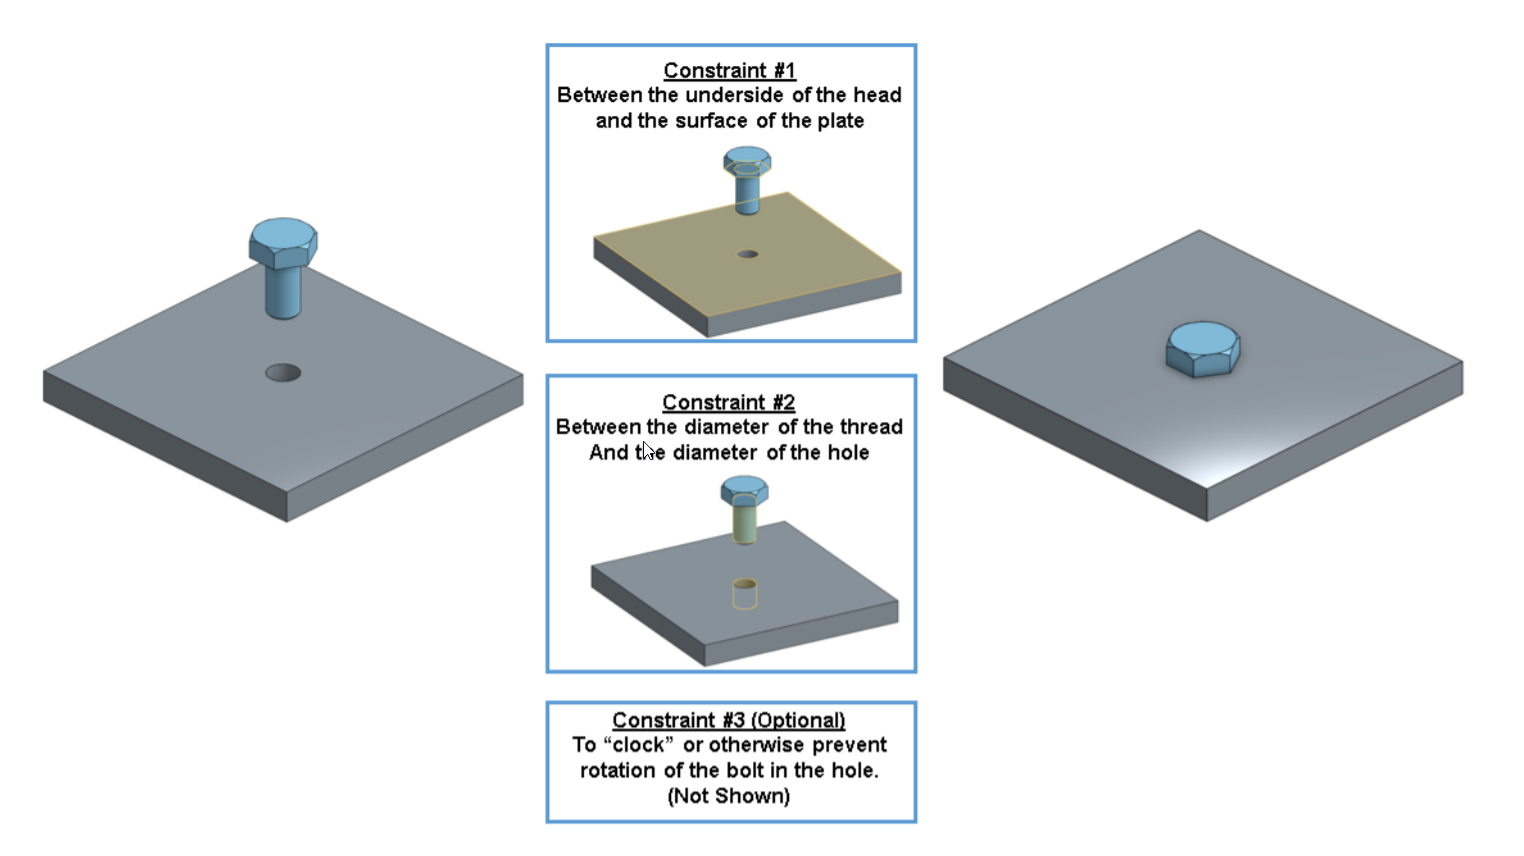 Constraint #1
Between the underside of the head
and the surface of the plate
Constraint #2
Between the diameter of the thread
And the diameter of the hole
Constraint #3 (Optional)
To “clock” or otherwise prevent
rotation of the bolt in the hole.
(Not Shown)